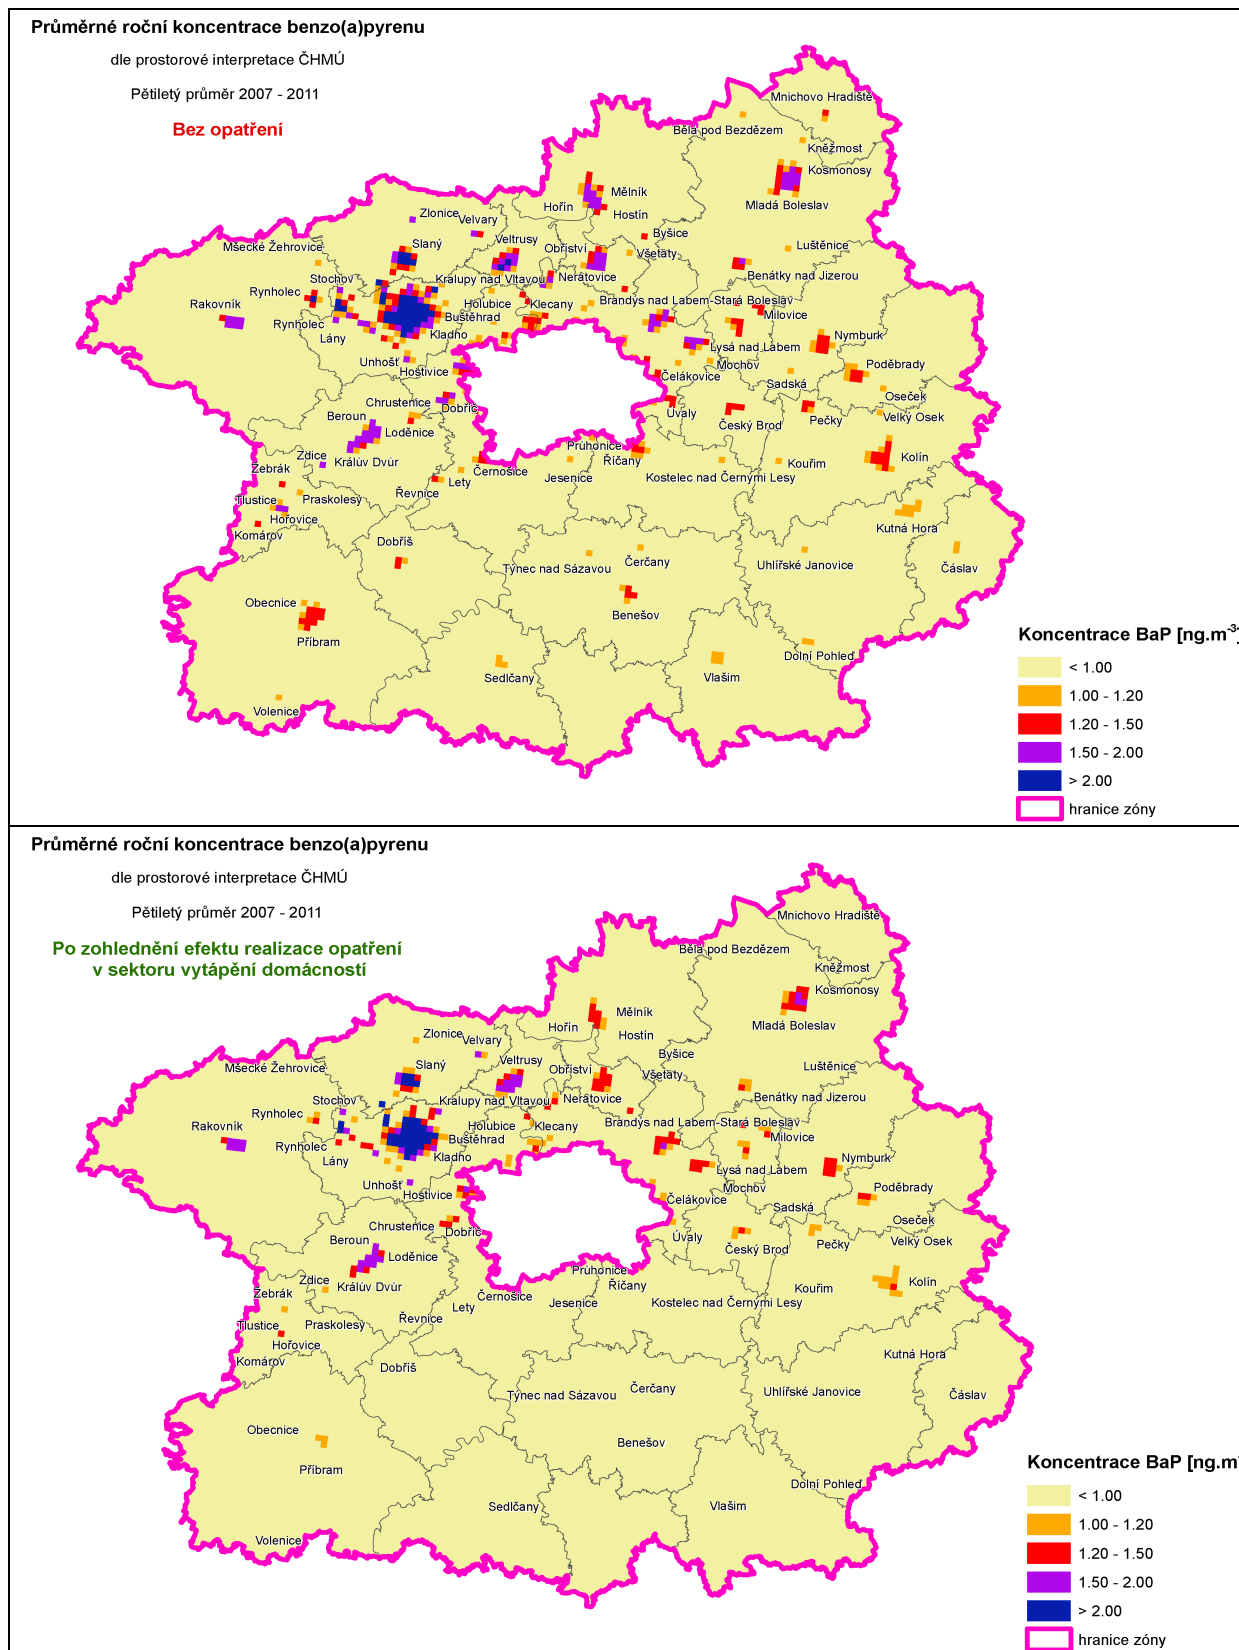 Průměrné roční koncentrace benzo(a)pyrenu
dle prostorové interpretace ČHMÚ
Pětiletý průměr 2007 - 2011
Bez opatření
Mnichovo Hradiště
Běla pod Bezdězem
Kněžmost
Kosmonosy
Mělník
Hořín
Mladá Boleslav
Hostín
Zlonice
Velvary
Byšice
Slaný
Veltrusy
Obříství
Všetaty
Luštěnice
Mšecké Žehrovice
Stochov
Kralupy nad Vltavou
Neratovice
Benátky nad Jizerou
Rynholec
Holubice
Klecany
Brandýs nad Labem-Stará Boleslav
Rakovník
Buštěhrad
Milovice
Rynholec
Lány
Kladno
Lysá nad Labem
Nymburk
Unhošť
Hostivice
Mochov
Poděbrady
Čelákovice
Sadská
Oseček
Chrustenice
Dobříč
Beroun
Úvaly
Český Brod
Pečky
Velký Osek
Loděnice
Zdice
Králův Dvůr
Průhonice
Říčany
Kolín
Žebrák
Černošice
Jesenice
Kostelec nad Černými Lesy
Kouřim
Lety
Řevnice
Tlustice
Praskolesy
Hořovice
Komárov
Kutná Hora
Dobříš
Týnec nad Sázavou
Čerčany
Uhlířské Janovice
Čáslav
Obecnice
Benešov
Příbram
Dolní Pohleď
Sedlčany
Vlašim
Volenice
Koncentrace BaP [ng.m-3]
< 1.00
1.00 - 1.20
1.20 - 1.50
1.50 - 2.00
> 2.00
hranice zóny
Průměrné roční koncentrace benzo(a)pyrenu
dle prostorové interpretace ČHMÚ
Pětiletý průměr 2007 - 2011
Po zohlednění efektu realizace opatření
v sektoru vytápění domácností
Mnichovo Hradiště
Běla pod Bezdězem
Kněžmost
Kosmonosy
Mělník
Hořín
Mladá Boleslav
Hostín
Zlonice
Velvary
Byšice
Slaný
Veltrusy
Obříství
Všetaty
Luštěnice
Mšecké Žehrovice
Stochov
Kralupy nad Vltavou
Neratovice
Benátky nad Jizerou
Rynholec
Holubice
Klecany
Brandýs nad Labem-Stará Boleslav
Rakovník
Buštěhrad
Milovice
Rynholec
Lány
Kladno
Lysá nad Labem
Nymburk
Unhošť
Hostivice
Mochov
Poděbrady
Čelákovice
Sadská
Oseček
Chrustenice
Dobříč
Beroun
Úvaly
Český Brod
Pečky
Velký Osek
Loděnice
Zdice
Králův Dvůr
Průhonice
Říčany
Kolín
Žebrák
Černošice
Jesenice
Kostelec nad Černými Lesy
Kouřim
Lety
Řevnice
Tlustice
Praskolesy
Hořovice
Komárov
Kutná Hora
Dobříš
Týnec nad Sázavou
Čerčany
Uhlířské Janovice
Čáslav
Obecnice
Benešov
Příbram
Dolní Pohleď
Sedlčany
Vlašim
Volenice
Koncentrace BaP [ng.m-
< 1.00
1.00 - 1.20
1.20 - 1.50
1.50 - 2.00
> 2.00
hranice zóny